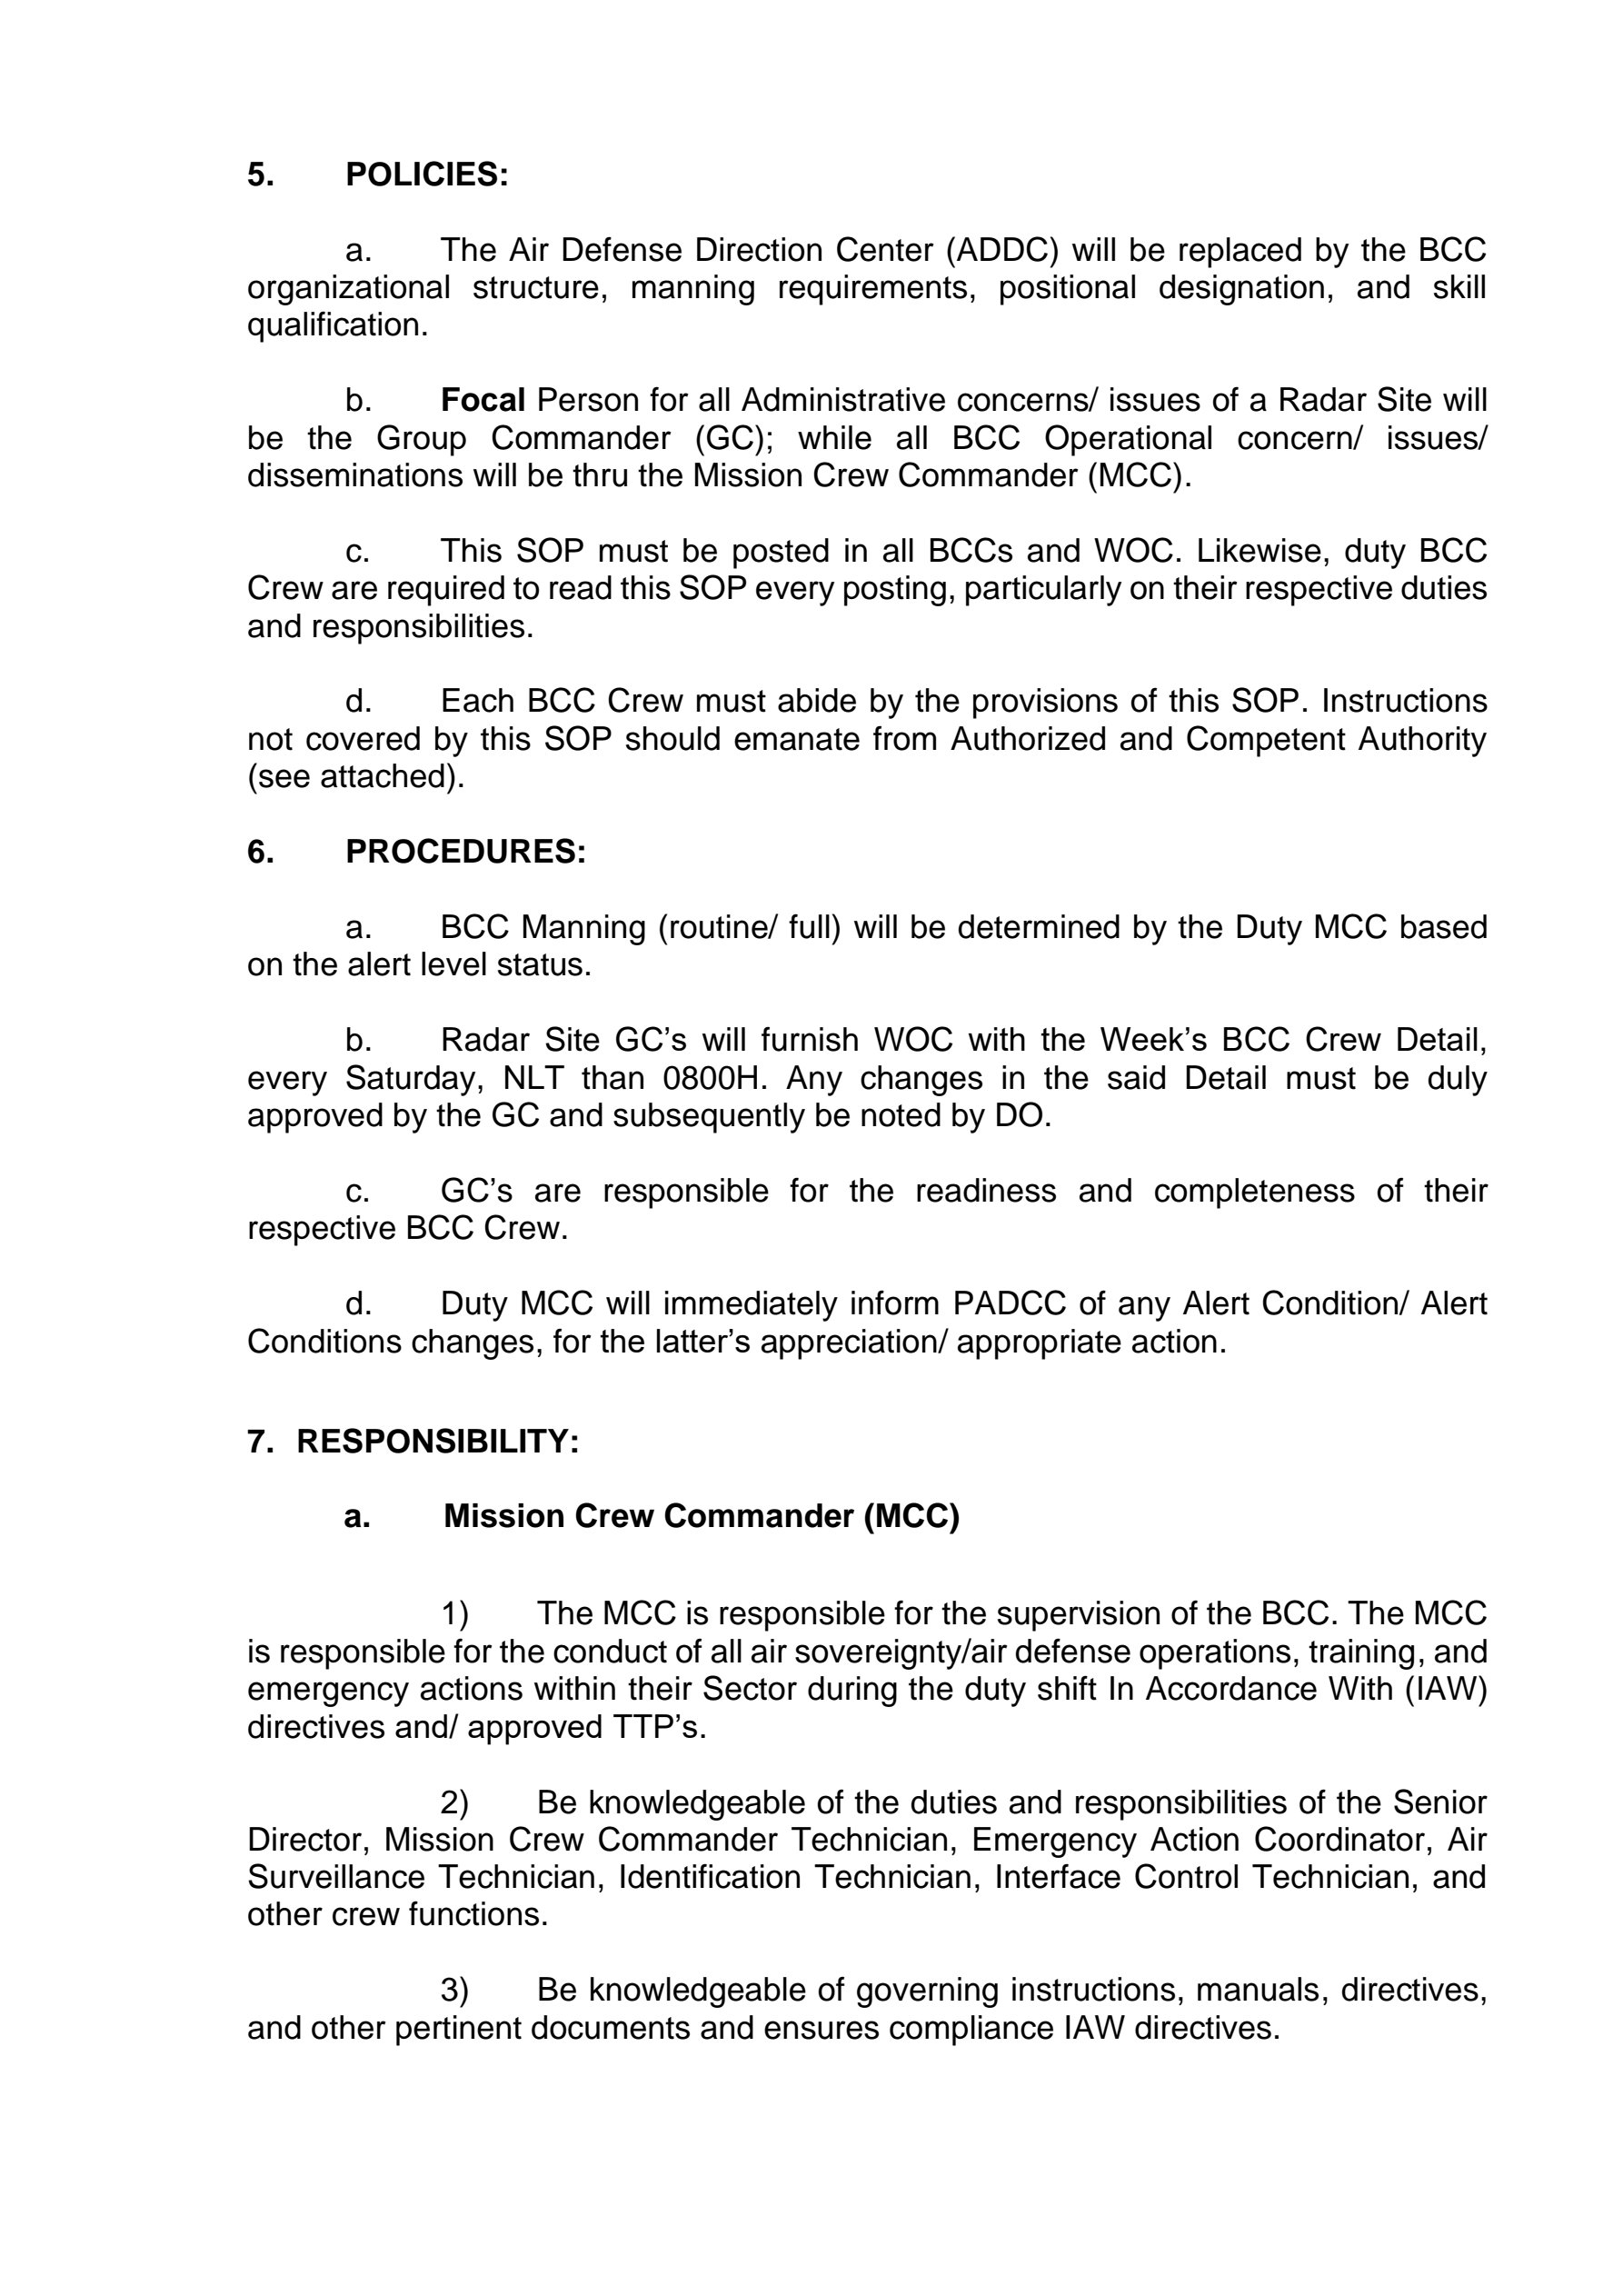 5. POLICIES:
a. The Air Defense Direction Center (ADDC) will be replaced by the BCC
organizational structure, manning requirements, positional designation, and skill
qualification.
b. Focal Person for all Administrative concerns/ issues of a Radar Site will
be the Group Commander (GC); while all BCC Operational concern/ issues/
disseminations will be thru the Mission Crew Commander (MCC).
c. This SOP must be posted in all BCCs and WOC. Likewise, duty BCC
Crew are required to read this SOP every posting, particularly on their respective duties
and responsibilities.
d. Each BCC Crew must abide by the provisions of this SOP. Instructions
not covered by this SOP should emanate from Authorized and Competent Authority
(see attached).
6. PROCEDURES:
a. BCC Manning (routine/ full) will be determined by the Duty MCC based
on the alert level status.
b. Radar Site GC’s will furnish WOC with the Week’s BCC Crew Detail,
every Saturday, NLT than 0800H. Any changes in the said Detail must be duly
approved by the GC and subsequently be noted by DO.
c. GC’s are responsible for the readiness and completeness of their
respective BCC Crew.
d. Duty MCC will immediately inform PADCC of any Alert Condition/ Alert
Conditions changes, for the latter’s appreciation/ appropriate action.
7. RESPONSIBILITY:
a. Mission Crew Commander (MCC)
1) The MCC is responsible for the supervision of the BCC. The MCC
is responsible for the conduct of all air sovereignty/air defense operations, training, and
emergency actions within their Sector during the duty shift In Accordance With (IAW)
directives and/ approved TTP’s.
2) Be knowledgeable of the duties and responsibilities of the Senior
Director, Mission Crew Commander Technician, Emergency Action Coordinator, Air
Surveillance Technician, Identification Technician, Interface Control Technician, and
other crew functions.
3) Be knowledgeable of governing instructions, manuals, directives,
and other pertinent documents and ensures compliance IAW directives.